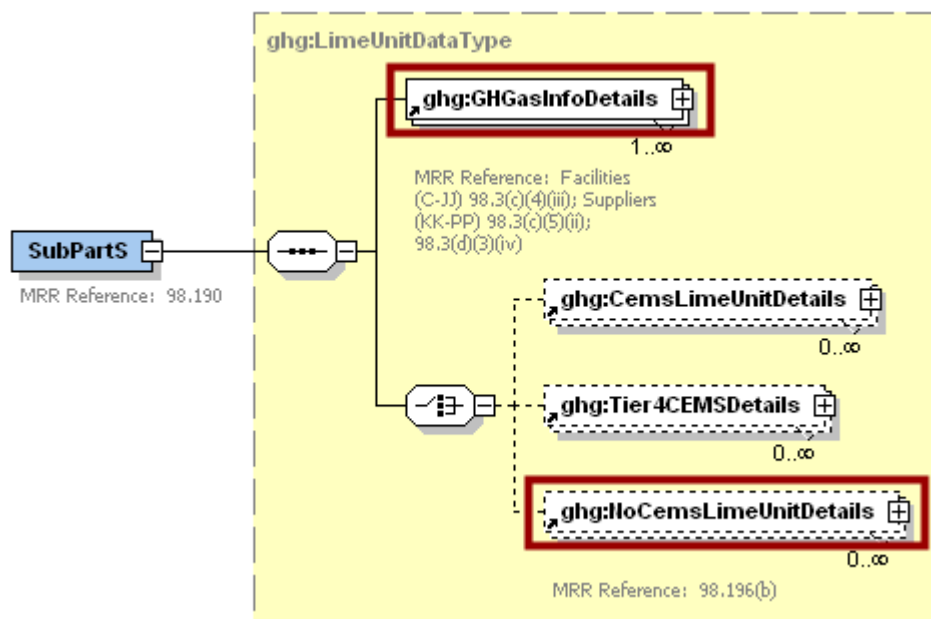 ghg:LimeUnitDataType
ghg:GHGasInfoDetails
1..∞
MRR Reference: Facilities
(C-JJ) 98.3(c)(4)(iii); Suppliers
(KK-PP) 98.3(c)(5)(ii);
98.3(d)(3)(iv)
SubPartS
MRR Reference: 98.190
ghg:CemsLimeUnitDetails
0..∞
ghg:Tier4CEMSDetails
0..∞
ghg:NoCemsLimeUnitDetails
0..∞
MRR Reference: 98.196(b)